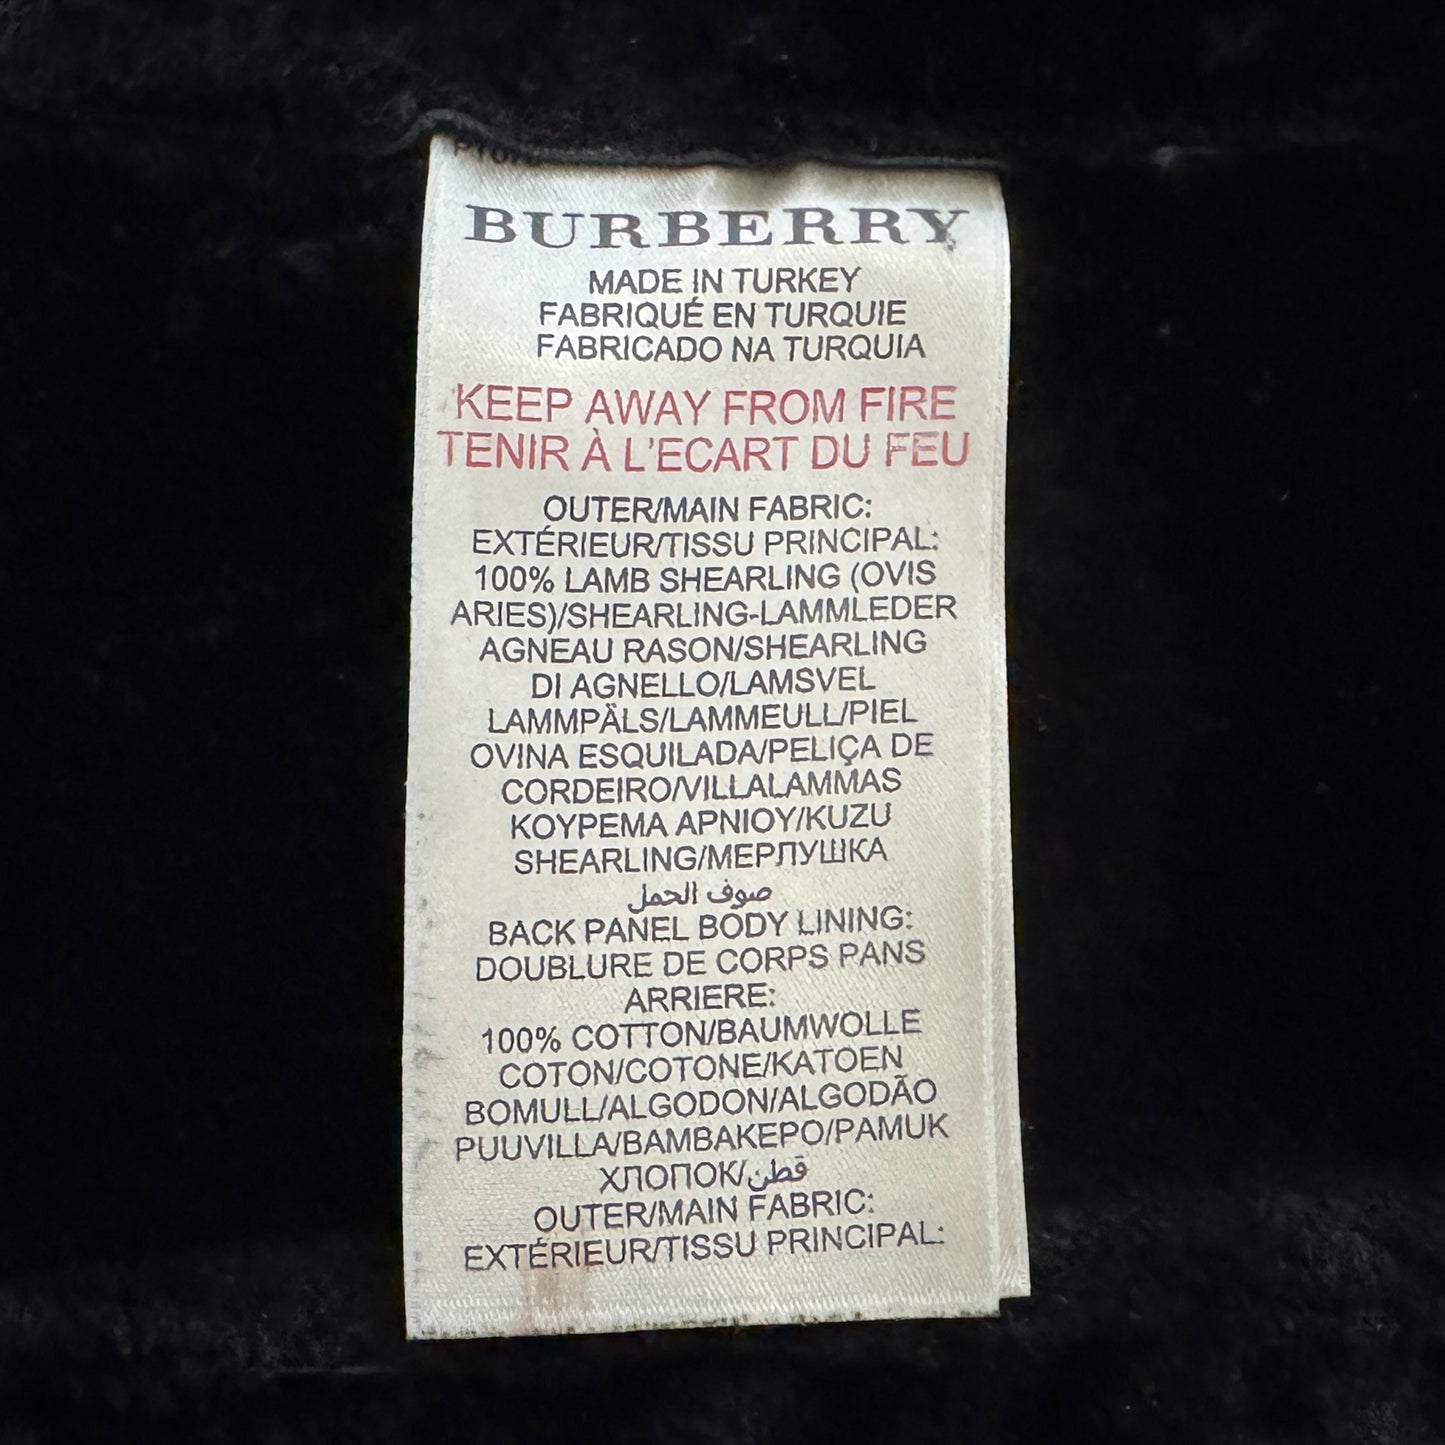 BURBERRY
MADE IN TURKEY
FABRIQUÉ EN TURQUIE
FABRICADO NA TURQUIA
KEEP AWAY FROM FIRE
TENIR À L'ECART DU FEU
OUTER/MAIN FABRIC:
EXTÉRIEUR/TISSU PRINCIPAL:
100% LAMB SHEARLING (OVIS
ARIES)/SHEARLING-LAMMLEDER
AGNEAU RASON/SHEARLING
DI AGNELLO/LAMSVEL
LAMMPÄLS/LAMMEULL/PIEL
OVINA ESQUILADA/PELIÇA DE
CORDEIRO/VILLALAMMAS
ΚΟΥΡΕΜΑ ΑΡΝΙΟΥ/KUZU
SHEARLING/МЕРЛУШКА
صوف الحمل
BACK PANEL BODY LINING:
DOUBLURE DE CORPS PANS
ARRIERE:
100% COTTON/BAUMWOLLE
COTON/COTONE/KATOEN
BOMULL/ALGODON/ALGODÃO
PUUVILLA/ΒΑΜΒΑΚΕΡΟ/PAMUK
ХЛОПОК/قطن
OUTER/MAIN FABRIC:
EXTÉRIEUR/TISSU PRINCIPAL: